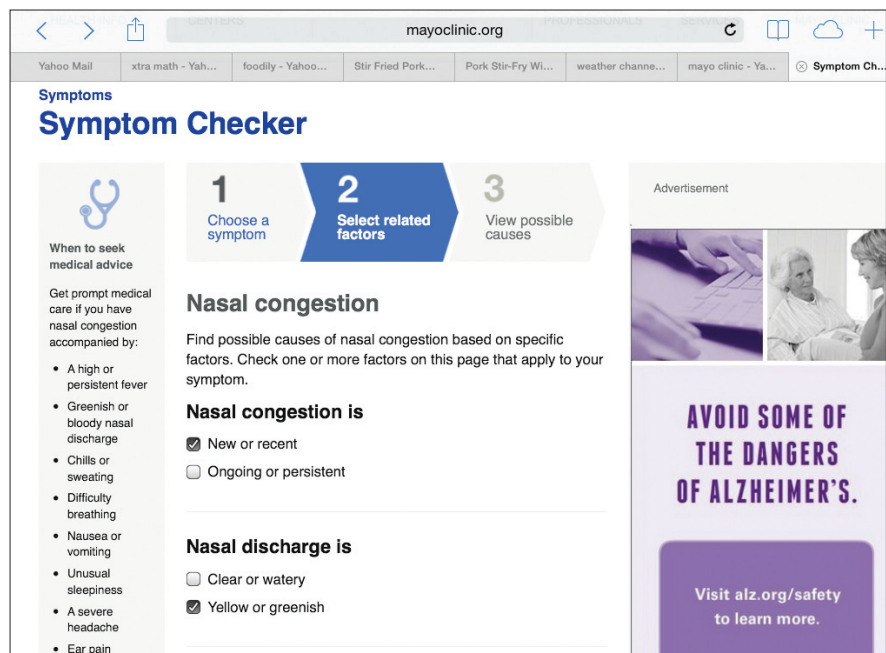 HEALTH INFO
CENTERS
PROFESSIONALS
SERVICES
MAYO CLINIC
mayoclinic.org
Yahoo Mail
xtra math - Yah...
foodily - Yahoo...
Stir Fried Pork...
Pork Stir-Fry Wi...
weather channe...
mayo clinic - Ya...
Symptom Ch...
Symptoms
Symptom Checker
When to seek
medical advice
Get prompt medical
care if you have
nasal congestion
accompanied by:
• A high or
persistent fever
• Greenish or
bloody nasal
discharge
• Chills or
sweating
• Difficulty
breathing
• Nausea or
vomiting
• Unusual
sleepiness
• A severe
headache
• Ear pain
1
Choose a
symptom
2
Select related
factors
3
View possible
causes
Nasal congestion
Find possible causes of nasal congestion based on specific
factors. Check one or more factors on this page that apply to your
symptom.
Nasal congestion is
New or recent
Ongoing or persistent
Nasal discharge is
Clear or watery
Yellow or greenish
Advertisement
AVOID SOME OF
THE DANGERS
OF ALZHEIMER'S.
Visit alz.org/safety
to learn more.